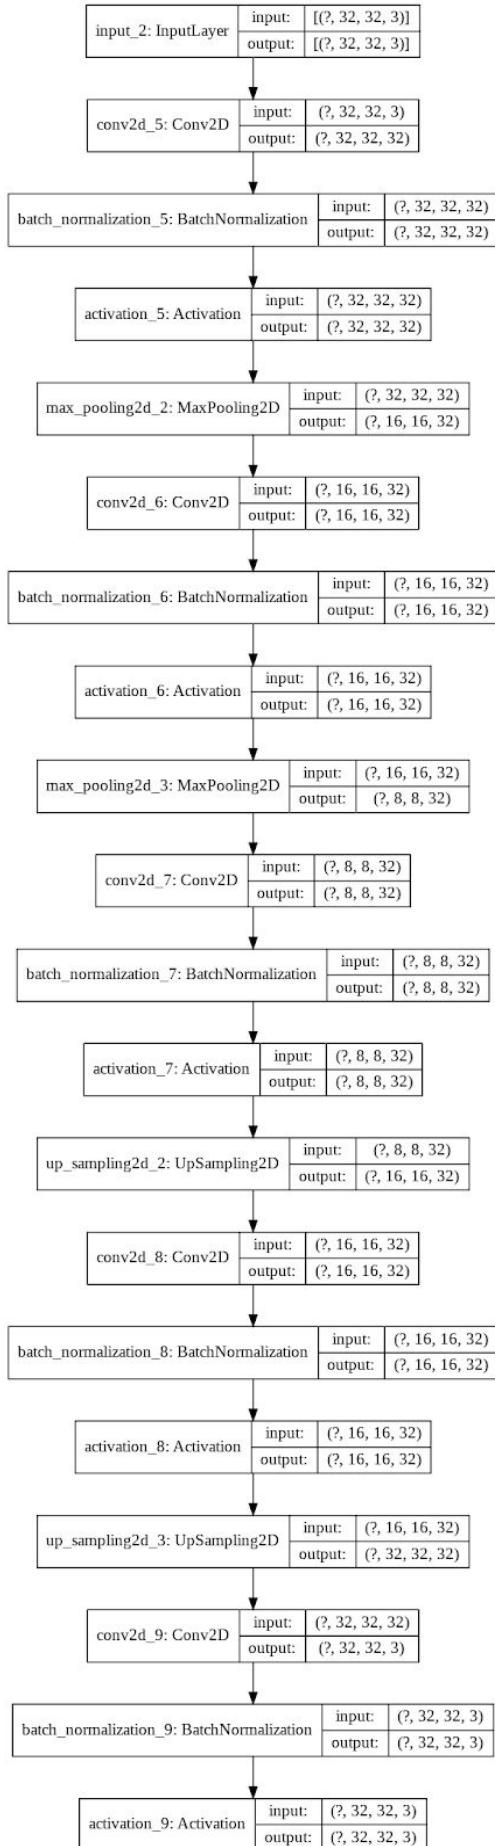 input_2: InputLayer input: [(?, 32, 32, 3)]
output: [(?, 32, 32, 3)]
conv2d_5: Conv2D input: (?, 32, 32, 3)
output: (?, 32, 32, 32)
batch_normalization_5: BatchNormalization input: (?, 32, 32, 32)
output: (?, 32, 32, 32)
activation_5: Activation input: (?, 32, 32, 32)
output: (?, 32, 32, 32)
max_pooling2d_2: MaxPooling2D input: (?, 32, 32, 32)
output: (?, 16, 16, 32)
conv2d_6: Conv2D input: (?, 16, 16, 32)
output: (?, 16, 16, 32)
batch_normalization_6: BatchNormalization input: (?, 16, 16, 32)
output: (?, 16, 16, 32)
activation_6: Activation input: (?, 16, 16, 32)
output: (?, 16, 16, 32)
max_pooling2d_3: MaxPooling2D input: (?, 16, 16, 32)
output: (?, 8, 8, 32)
conv2d_7: Conv2D input: (?, 8, 8, 32)
output: (?, 8, 8, 32)
batch_normalization_7: BatchNormalization input: (?, 8, 8, 32)
output: (?, 8, 8, 32)
activation_7: Activation input: (?, 8, 8, 32)
output: (?, 8, 8, 32)
up_sampling2d_2: UpSampling2D input: (?, 8, 8, 32)
output: (?, 16, 16, 32)
conv2d_8: Conv2D input: (?, 16, 16, 32)
output: (?, 16, 16, 32)
batch_normalization_8: BatchNormalization input: (?, 16, 16, 32)
output: (?, 16, 16, 32)
activation_8: Activation input: (?, 16, 16, 32)
output: (?, 16, 16, 32)
up_sampling2d_3: UpSampling2D input: (?, 16, 16, 32)
output: (?, 32, 32, 32)
conv2d_9: Conv2D input: (?, 32, 32, 32)
output: (?, 32, 32, 3)
batch_normalization_9: BatchNormalization input: (?, 32, 32, 3)
output: (?, 32, 32, 3)
activation_9: Activation input: (?, 32, 32, 3)
output: (?, 32, 32, 3)